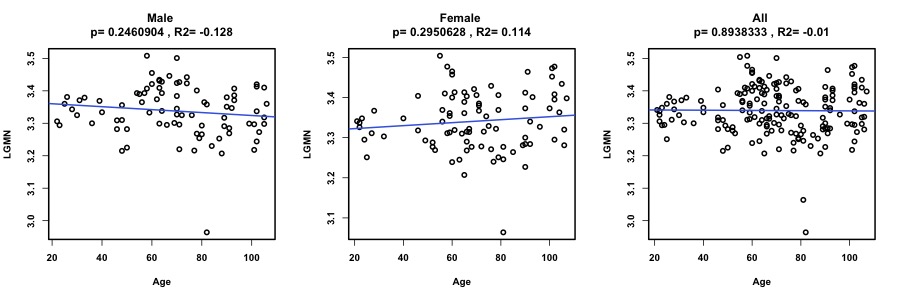 Male
p= 0.2460904 , R2= -0.128
LGMN
3.5
3.4
3.3
3.2
3.1
3.0
20 40 60 80 100
Age
Female
p= 0.2950628 , R2= 0.114
LGMN
3.5
3.4
3.3
3.2
3.1
20 40 60 80 100
Age
All
p= 0.8938333 , R2= -0.01
LGMN
3.5
3.4
3.3
3.2
3.1
3.0
20 40 60 80 100
Age